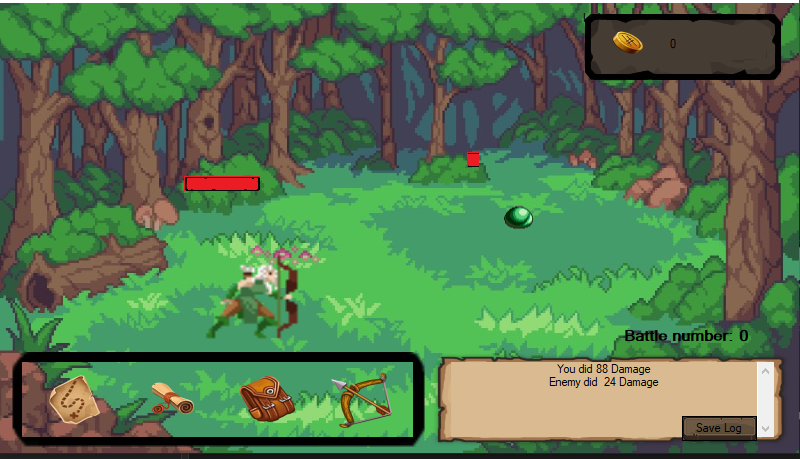 0
Battle number: 0
You did 88 Damage
Enemy did  24 Damage
Save Log